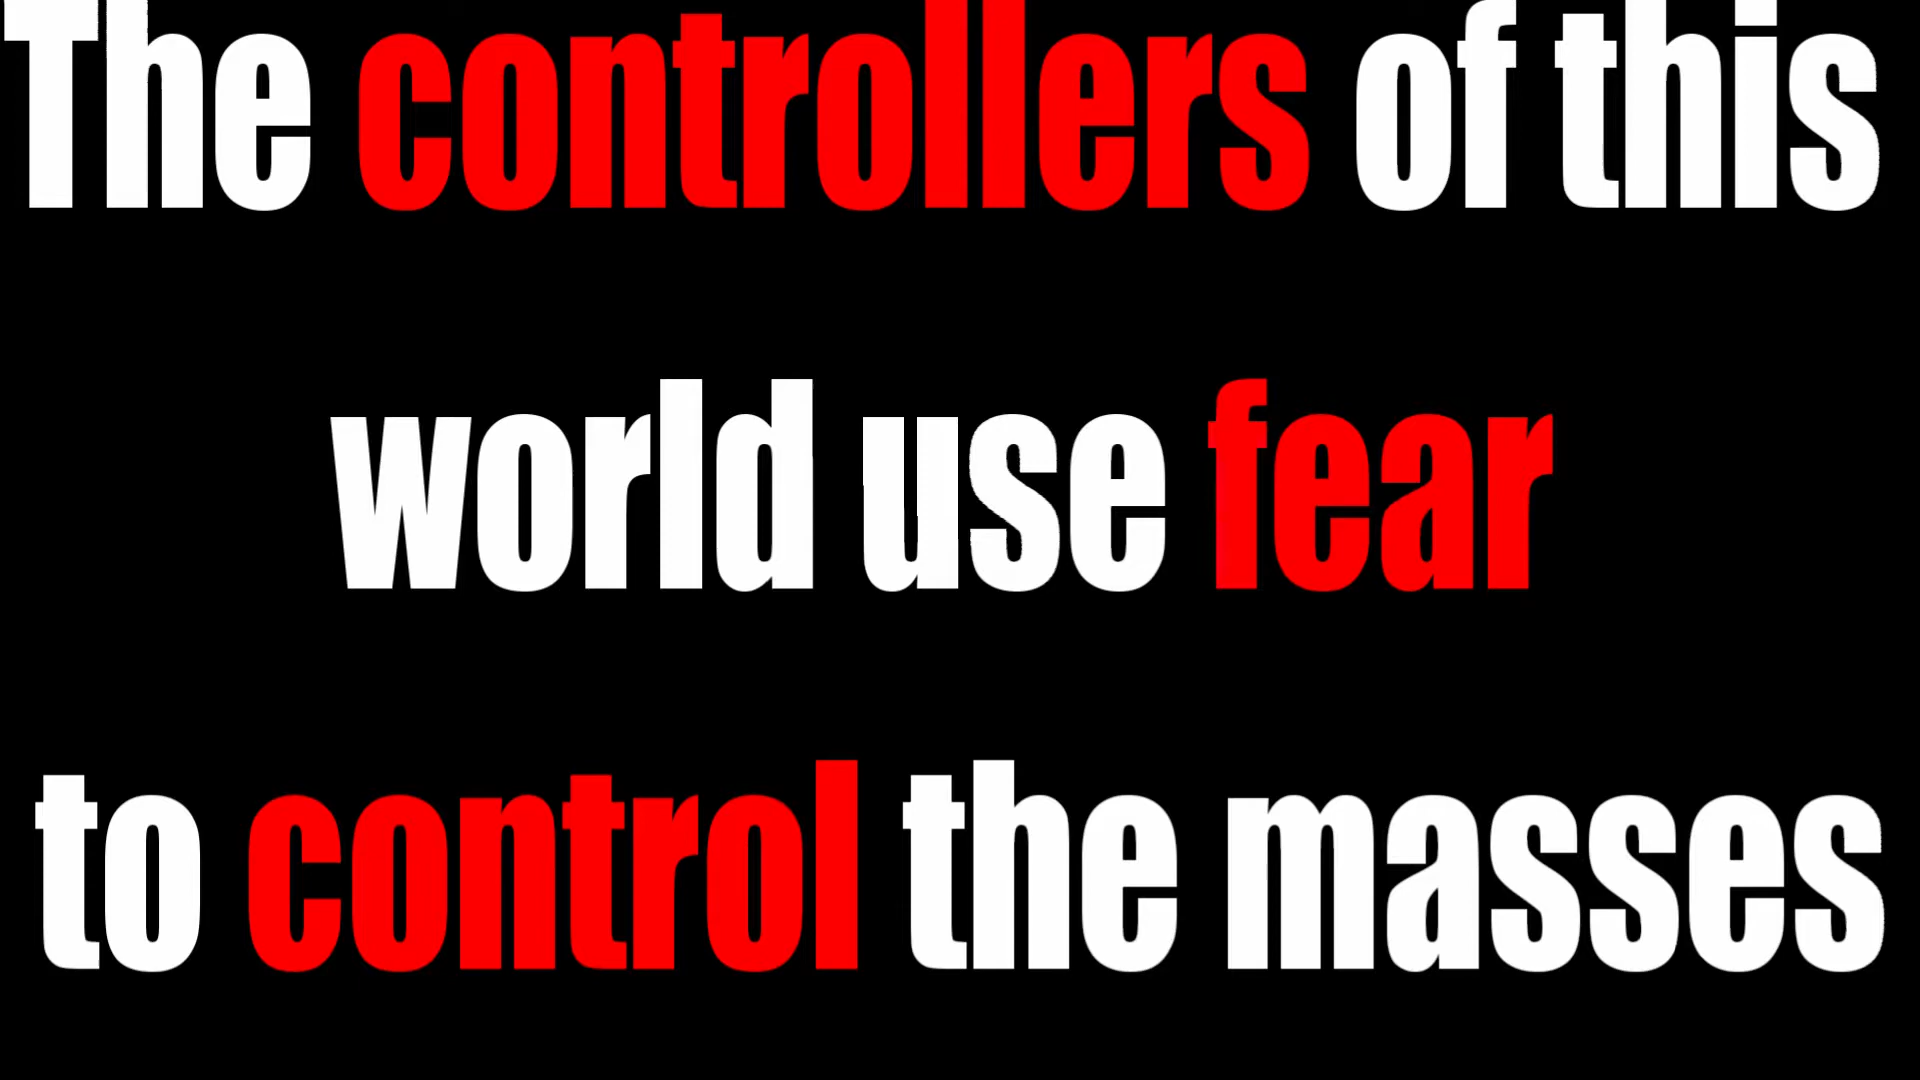 The controllers of this
world use fear
to control the masses